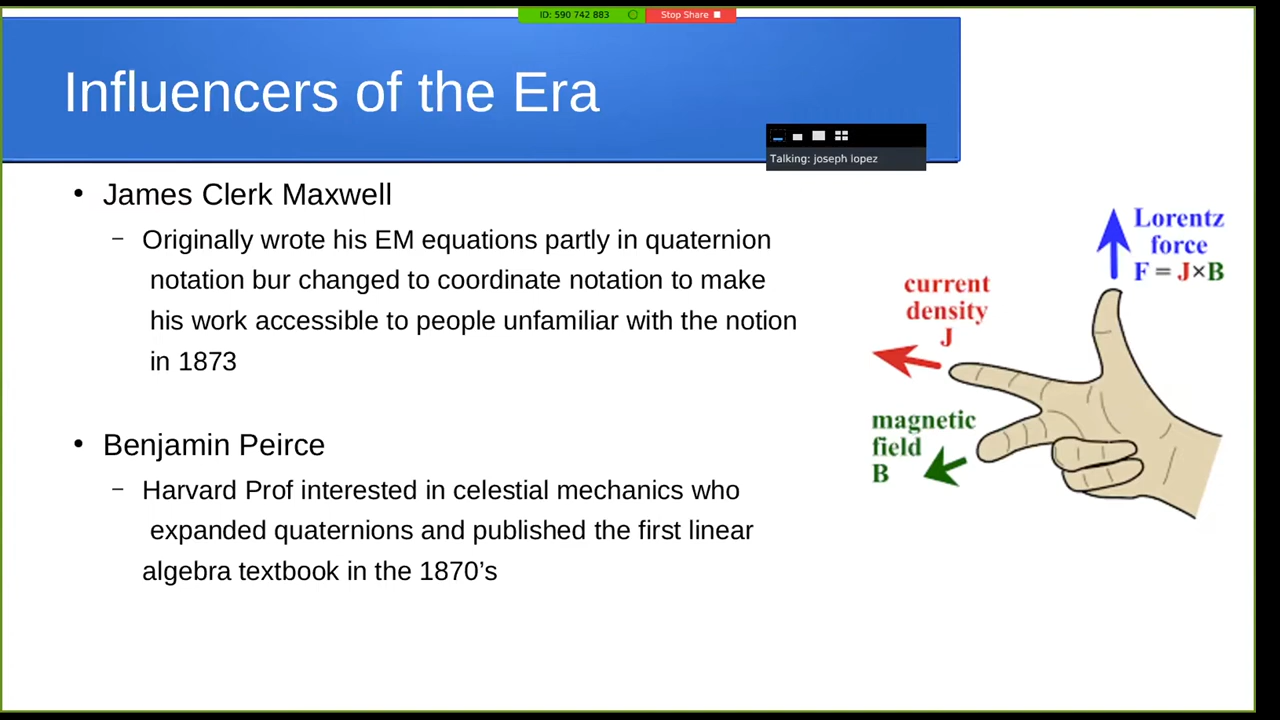 ID: 590 742 883 Stop Share
Influencers of the Era
Talking: joseph lopez
• James Clerk Maxwell
– Originally wrote his EM equations partly in quaternion
notation bur changed to coordinate notation to make
his work accessible to people unfamiliar with the notion
in 1873
• Benjamin Peirce
– Harvard Prof interested in celestial mechanics who
expanded quaternions and published the first linear
algebra textbook in the 1870’s
Lorentz
force
F = J×B
current
density
J
magnetic
field
B